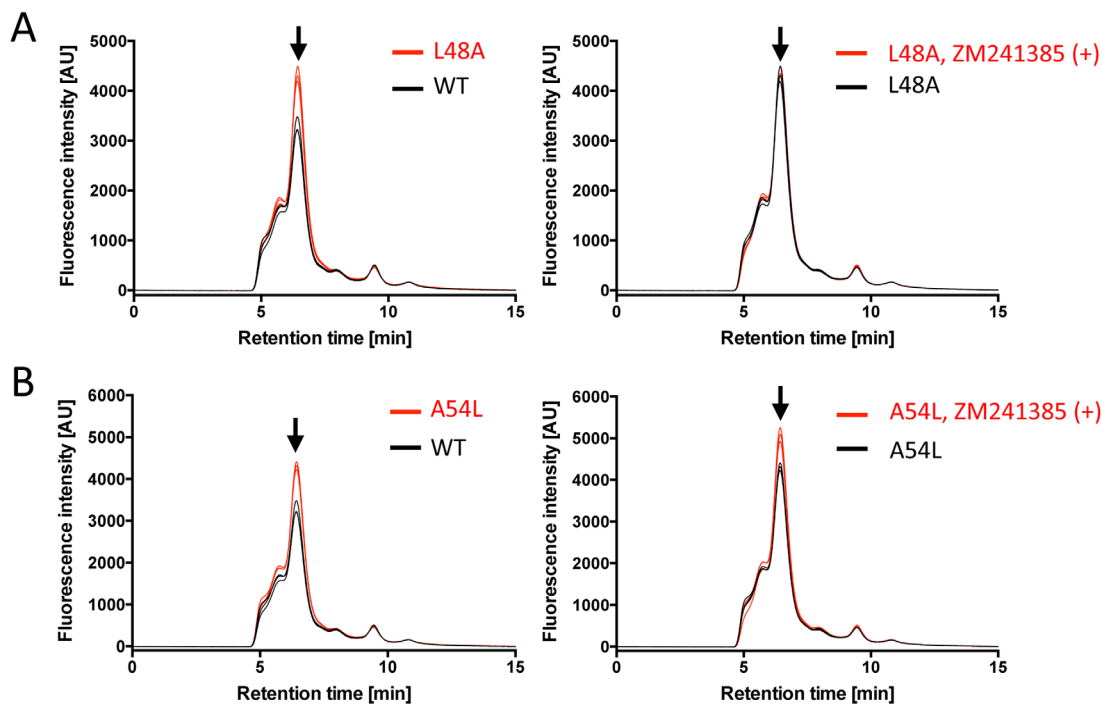 A
Fluorescence intensity [AU]
5000
4000
3000
2000
1000
0
0 5 10 15
Retention time [min]
L48A
WT
Fluorescence intensity [AU]
5000
4000
3000
2000
1000
0
0 5 10 15
Retention time [min]
L48A, ZM241385 (+)
L48A
B
Fluorescence intensity [AU]
6000
5000
4000
3000
2000
1000
0
0 5 10 15
Retention time [min]
A54L
WT
Fluorescence intensity [AU]
6000
5000
4000
3000
2000
1000
0
0 5 10 15
Retention time [min]
A54L, ZM241385 (+)
A54L